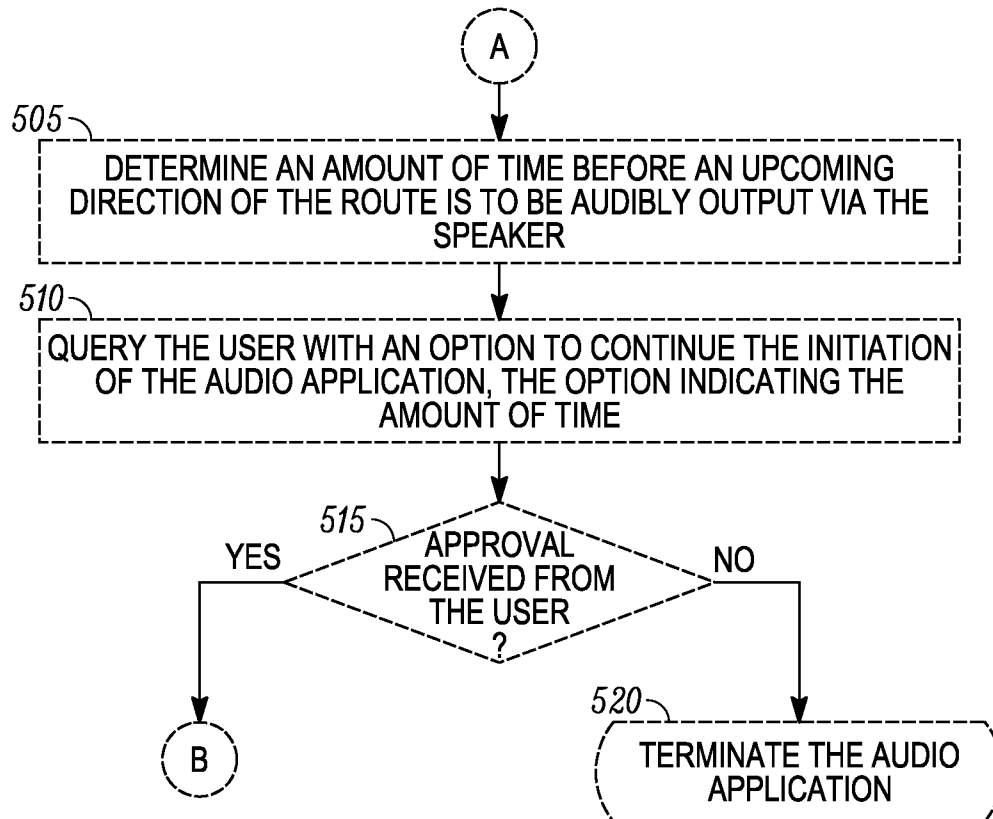 A
505
DETERMINE AN AMOUNT OF TIME BEFORE AN UPCOMING
DIRECTION OF THE ROUTE IS TO BE AUDIBLY OUTPUT VIA THE
SPEAKER
510
QUERY THE USER WITH AN OPTION TO CONTINUE THE INITIATION
OF THE AUDIO APPLICATION, THE OPTION INDICATING THE
AMOUNT OF TIME
515
YES
APPROVAL
RECEIVED FROM
THE USER
?
NO
B
520
TERMINATE THE AUDIO
APPLICATION